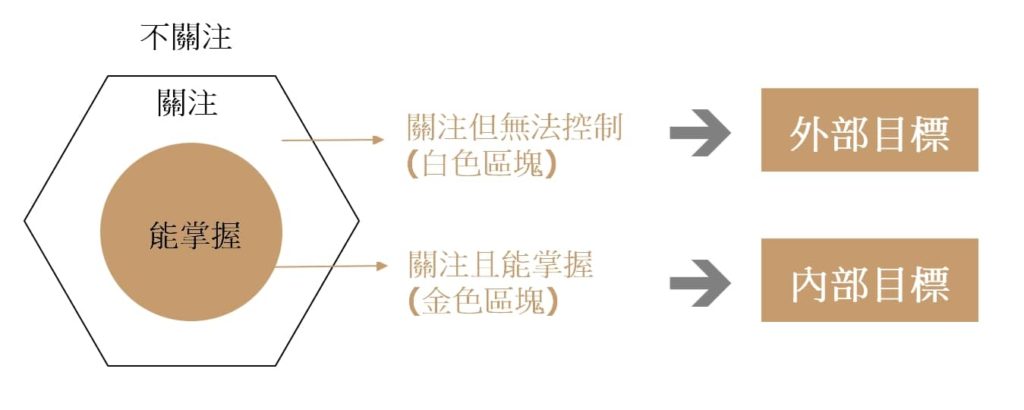 不關注
關注
能掌握
關注但無法控制
(白色區塊)
外部目標
關注且能掌握
(金色區塊)
內部目標